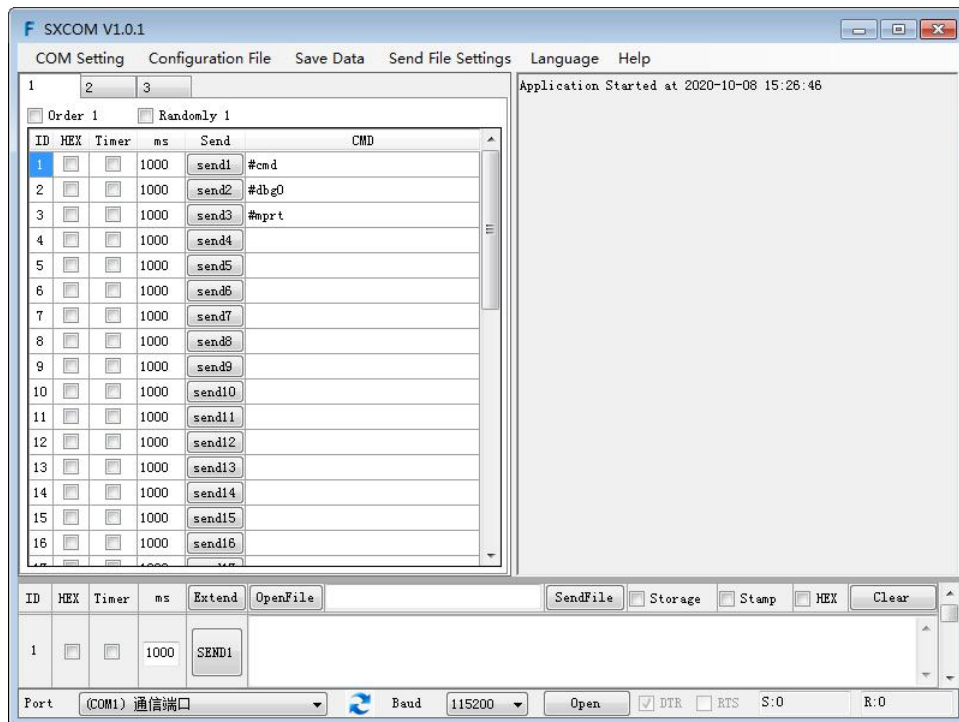 SXCOM V1.0.1
COM Setting Configuration File Save Data Send File Settings Language Help
1 2 3
Order 1 Randomly 1
ID HEX Timer ms Send CMD
1 1000 send1 #cmd
2 1000 send2 #dbg0
3 1000 send3 #mprt
4 1000 send4
5 1000 send5
6 1000 send6
7 1000 send7
8 1000 send8
9 1000 send9
10 1000 send10
11 1000 send11
12 1000 send12
13 1000 send13
14 1000 send14
15 1000 send15
16 1000 send16
Application Started at 2020-10-08 15:26:46
ID HEX Timer ms Extend OpenFile SendFile Storage Stamp HEX Clear
1 1000 SEND1
Port (COM1) 通信端口 Baud 115200 Open DTR RTS S:0 R:0